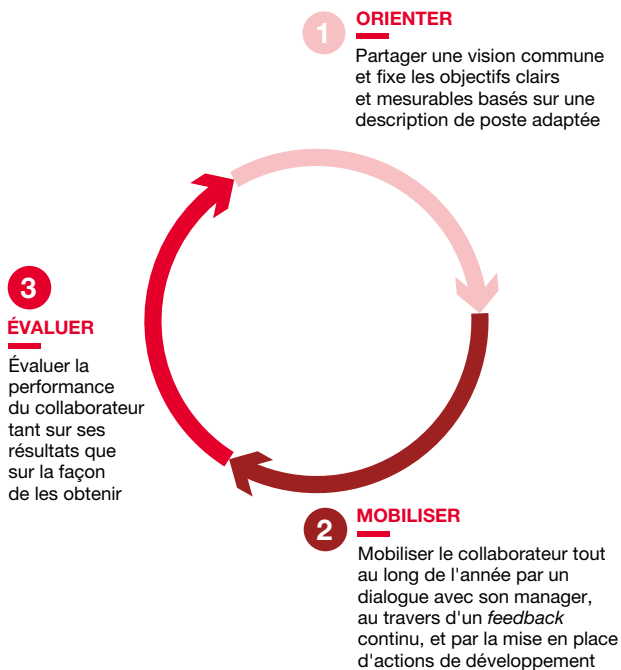 1
ORIENTER
Partager une vision commune
et fixe les objectifs clairs
et mesurables basés sur une
description de poste adaptée
2
MOBILISER
Mobiliser le collaborateur tout
au long de l'année par un
dialogue avec son manager,
au travers d'un feedback
continu, et par la mise en place
d'actions de développement
3
ÉVALUER
Évaluer la
performance
du collaborateur
tant sur ses
résultats que
sur la façon
de les obtenir